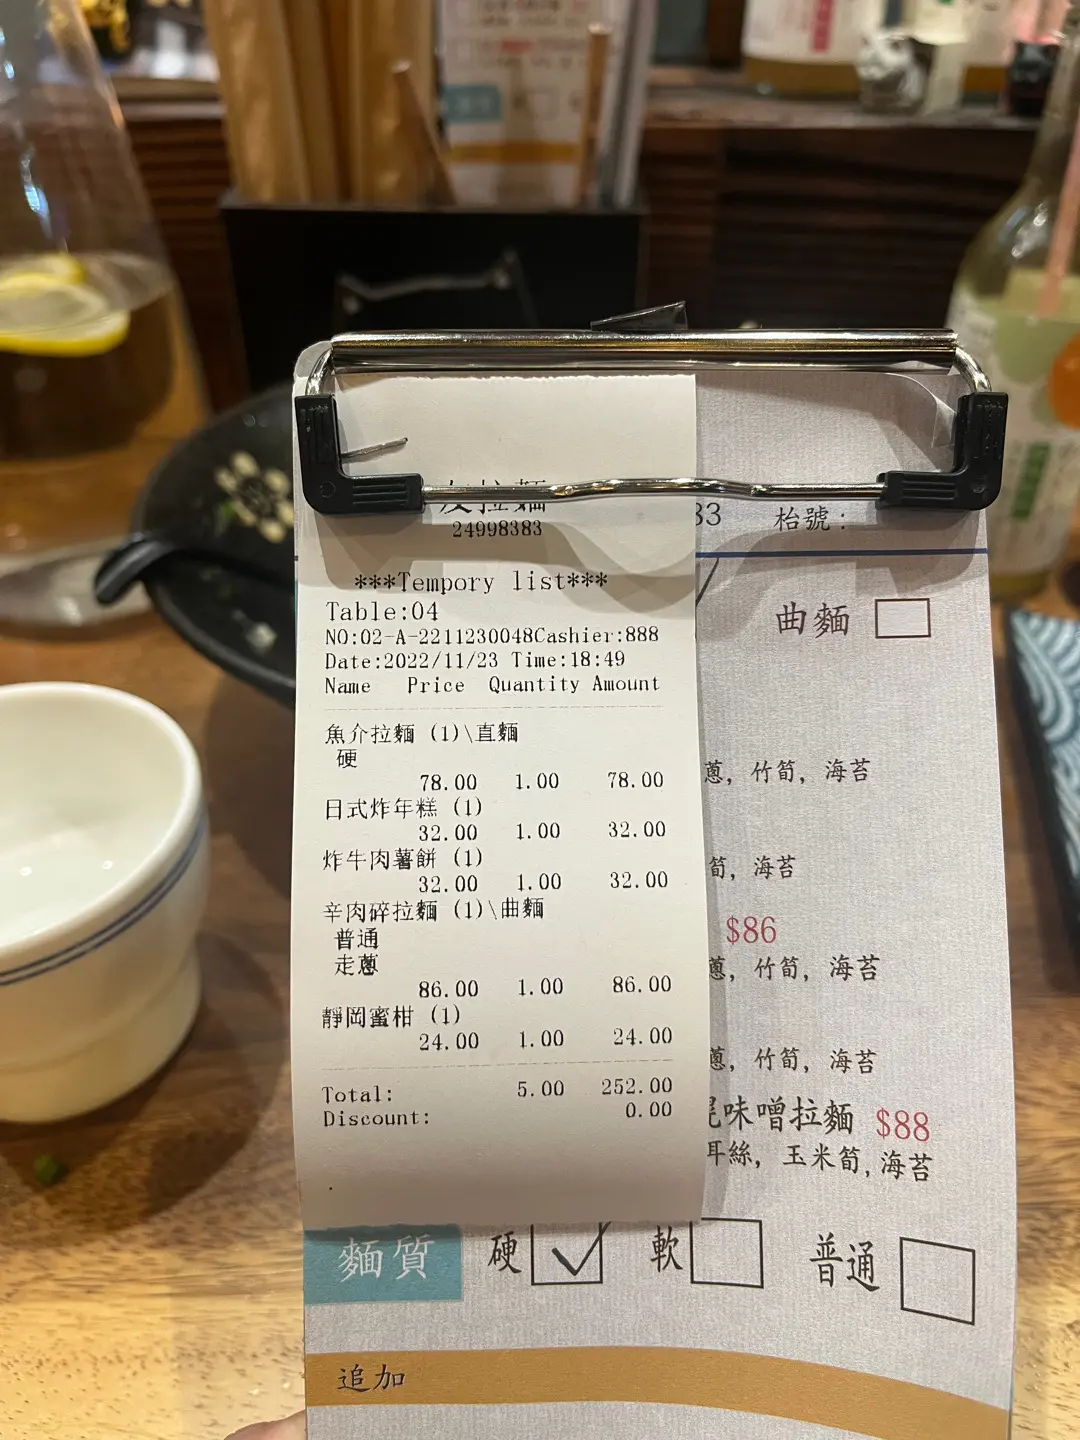 拉麵
24998383
***Tempory list***
Table:04
NO:02-A-2211230048Cashier:888
Date:2022/11/23 Time:18:49
Name Price Quantity Amount
魚介拉麵 (1)\直麵
硬
78.00 1.00 78.00
日式炸年糕 (1)
32.00 1.00 32.00
炸牛肉薯餅 (1)
32.00 1.00 32.00
辛肉碎拉麵 (1)\曲麵
普通
走蔥
86.00 1.00 86.00
靜岡蜜柑 (1)
24.00 1.00 24.00
Total: 5.00 252.00
Discount: 0.00
33 枱號:
曲麵
蔥, 竹筍, 海苔
筍, 海苔
$86
蔥, 竹筍, 海苔
蔥, 竹筍, 海苔
味噌拉麵 $88
耳絲, 玉米筍, 海苔
麵質 硬 軟 普通
追加